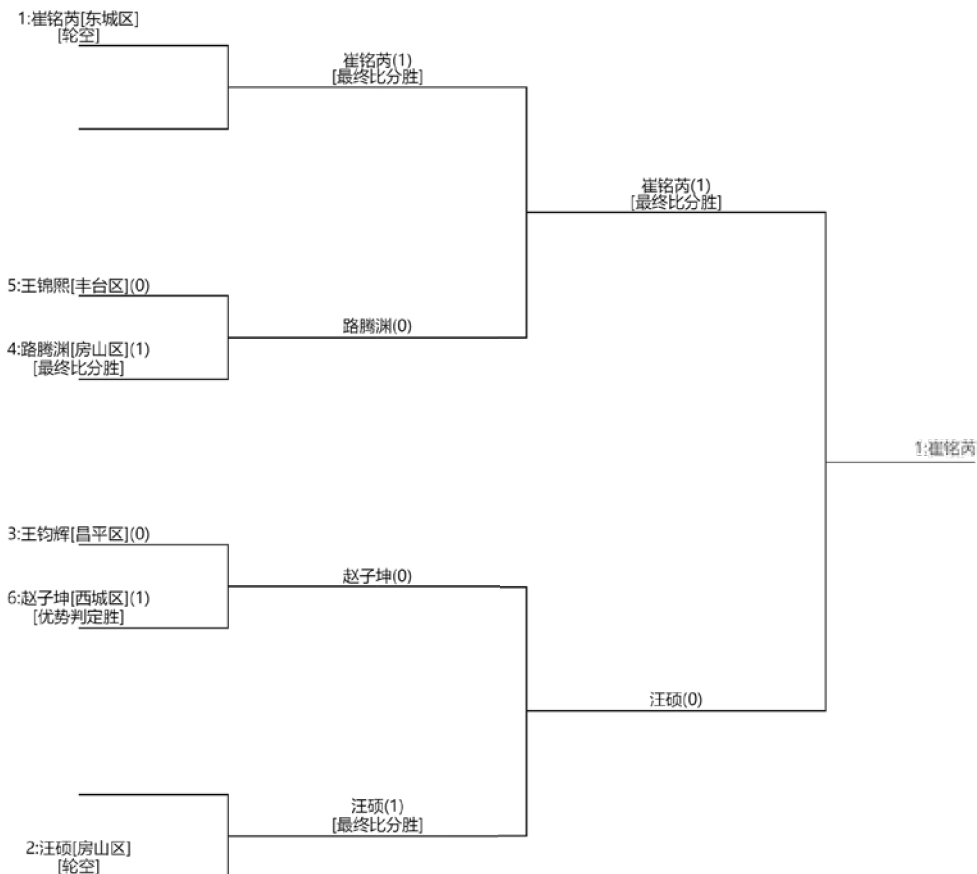 1:崔铭芮[东城区]
[轮空]
崔铭芮(1)
[最终比分胜]
崔铭芮(1)
[最终比分胜]
5:王锦熙[丰台区](0)
路腾渊(0)
4:路腾渊[房山区](1)
[最终比分胜]
1:崔铭芮
3:王钧辉[昌平区](0)
赵子坤(0)
6:赵子坤[西城区](1)
[优势判定胜]
汪硕(0)
汪硕(1)
[最终比分胜]
2:汪硕[房山区]
[轮空]